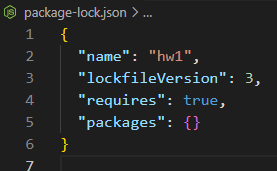 package-lock.json > ...
1 {
2 "name": "hw1",
3 "lockfileVersion": 3,
4 "requires": true,
5 "packages": {}
6 }
7